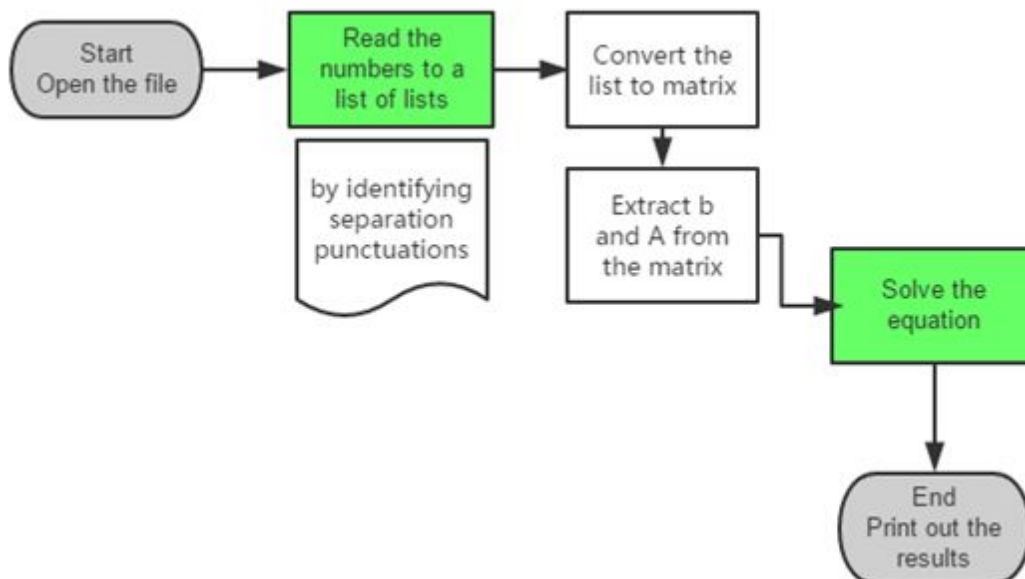 Start
Open the file
Read the
numbers to a
list of lists
Convert the
list to matrix
by identifying
separation
punctuations
Extract b
and A from
the matrix
Solve the
equation
End
Print out the
results